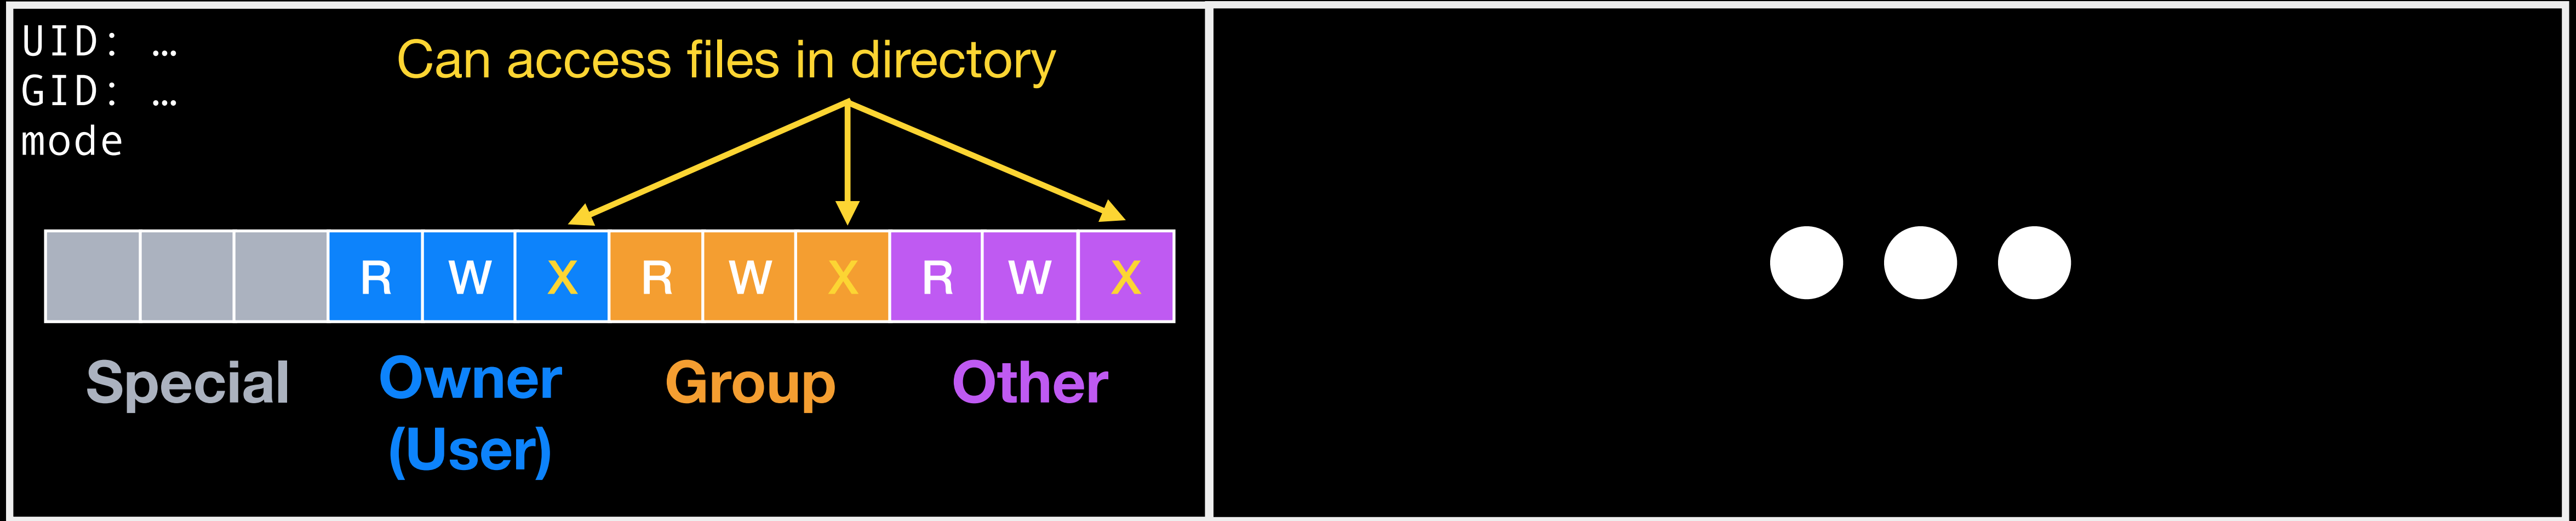 UID: …
GID: …
mode
Can access files in directory
R W X R W X R W X
Special Owner (User) Group Other